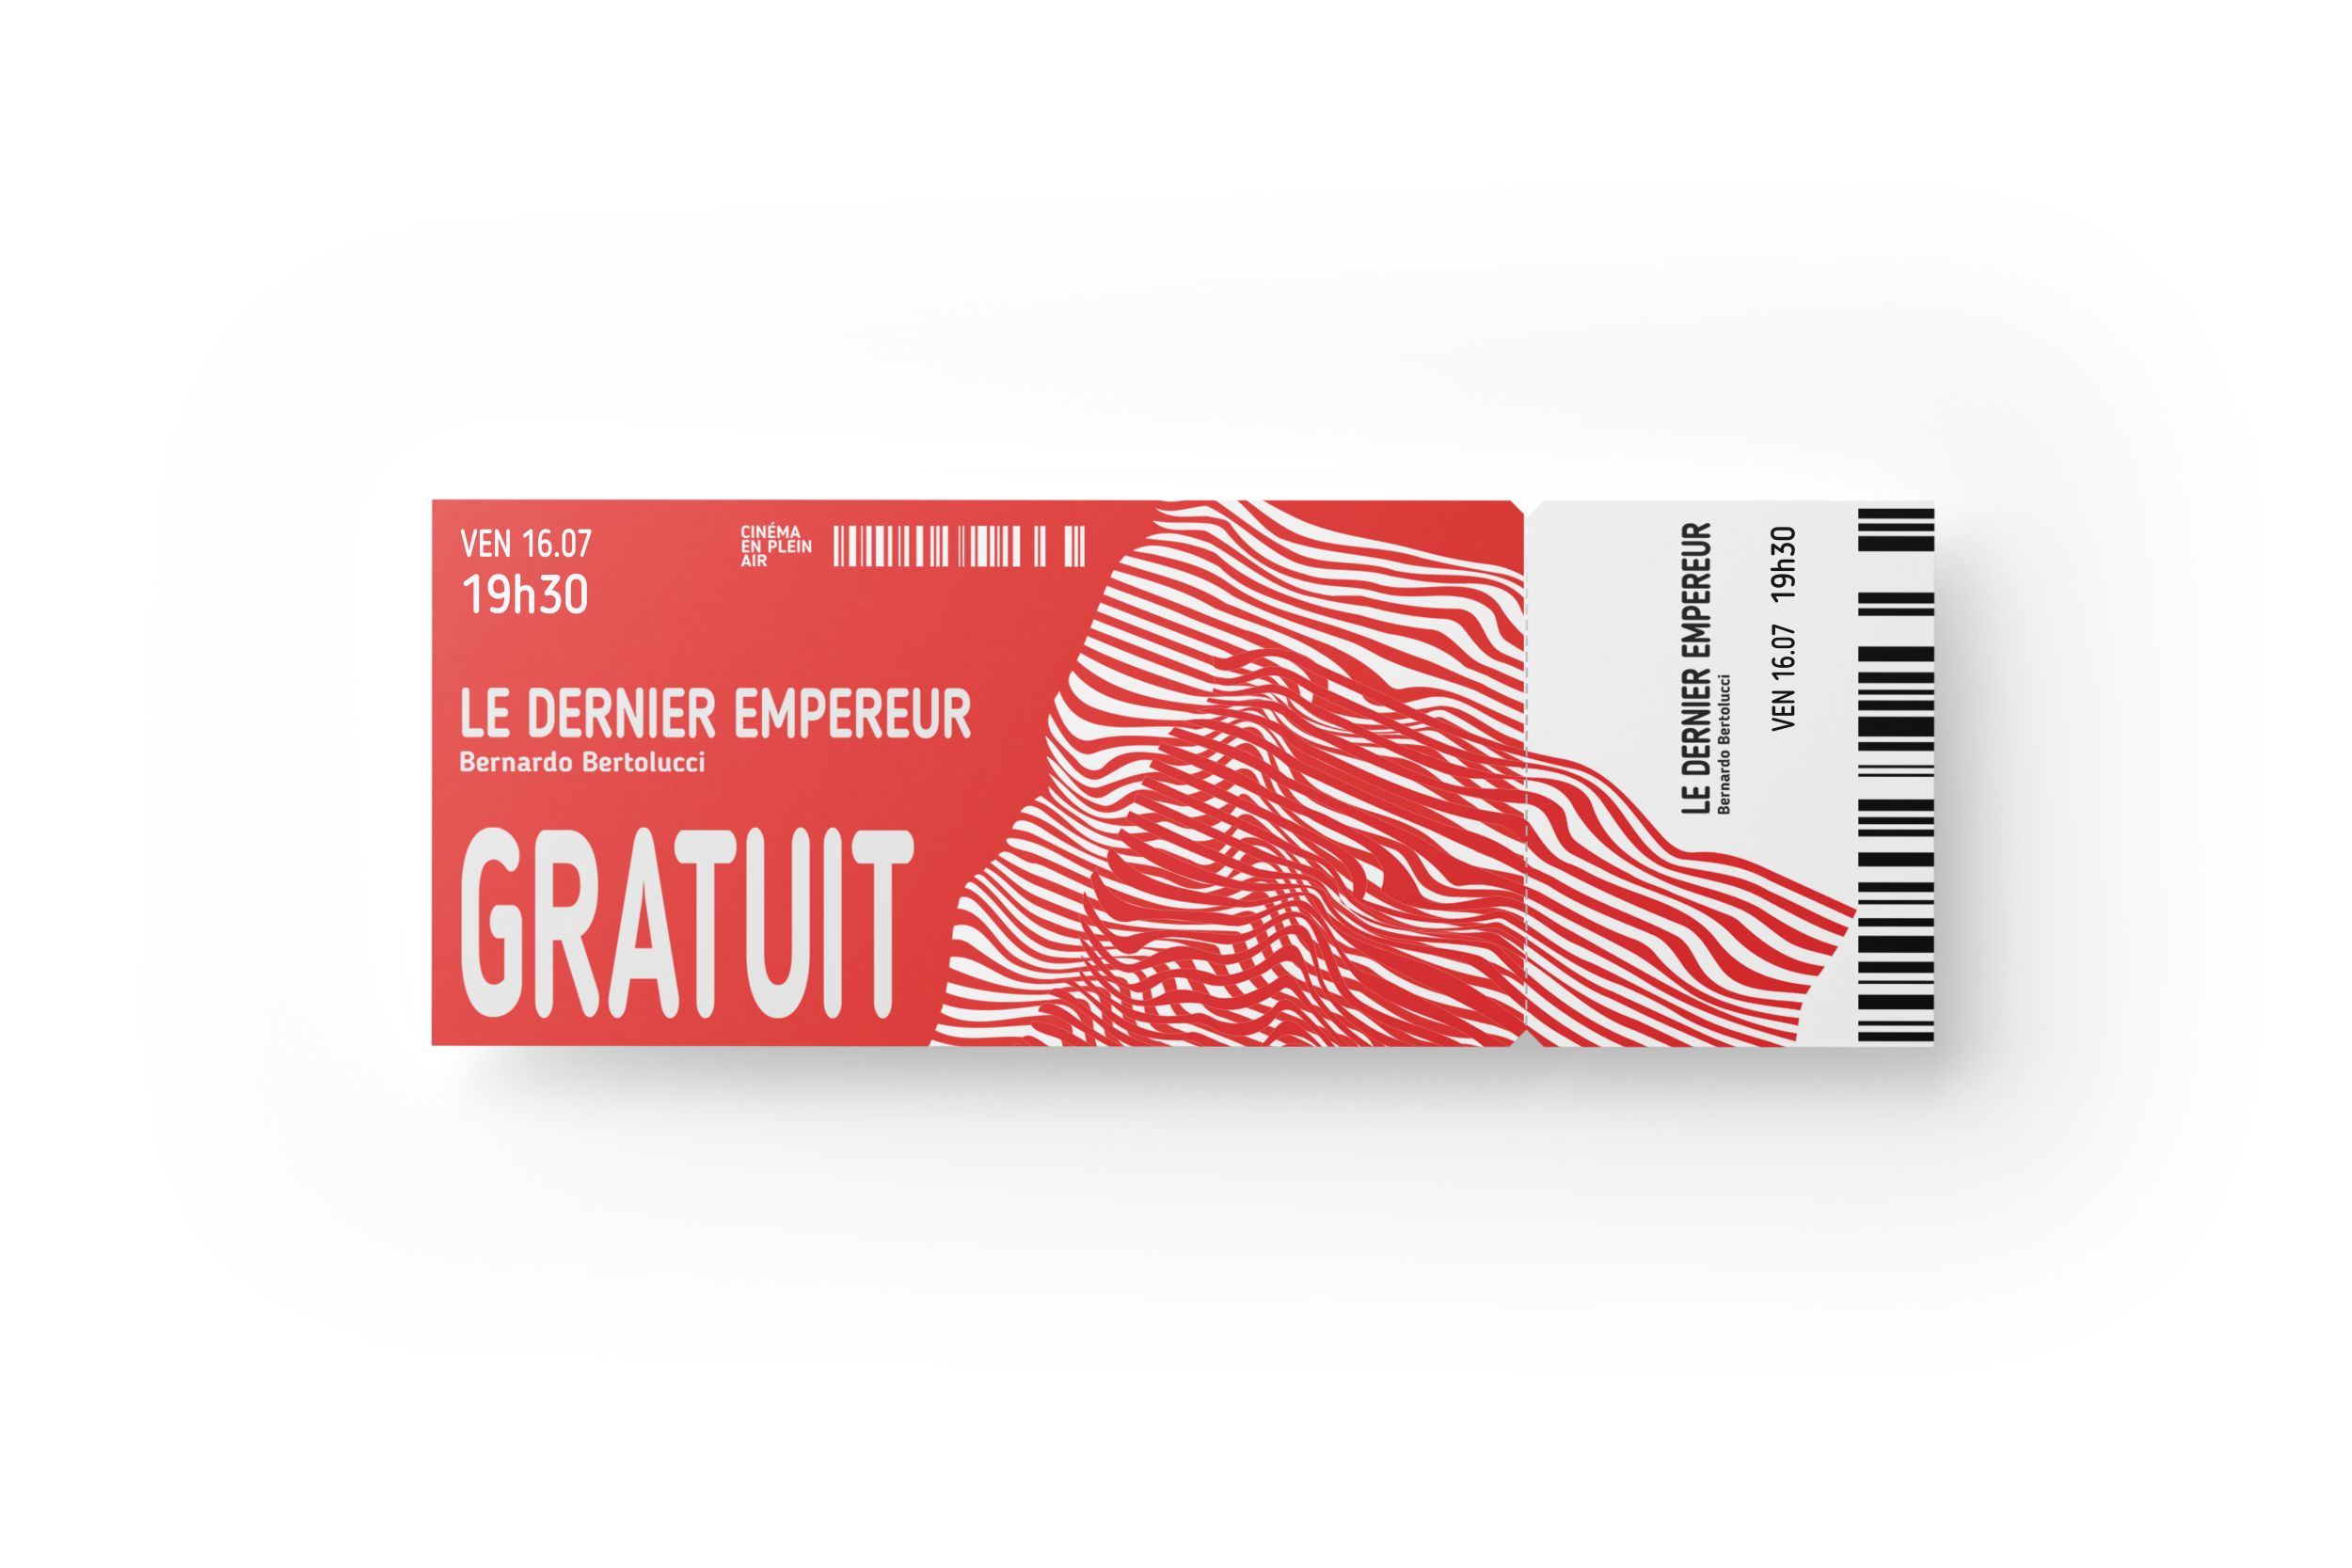 VEN 16.07
19h30
CINÉMA
EN PLEIN
AIR
LE DERNIER EMPEREUR
Bernardo Bertolucci
GRATUIT
LE DERNIER EMPEREUR
Bernardo Bertolucci
VEN 16.07 19h30